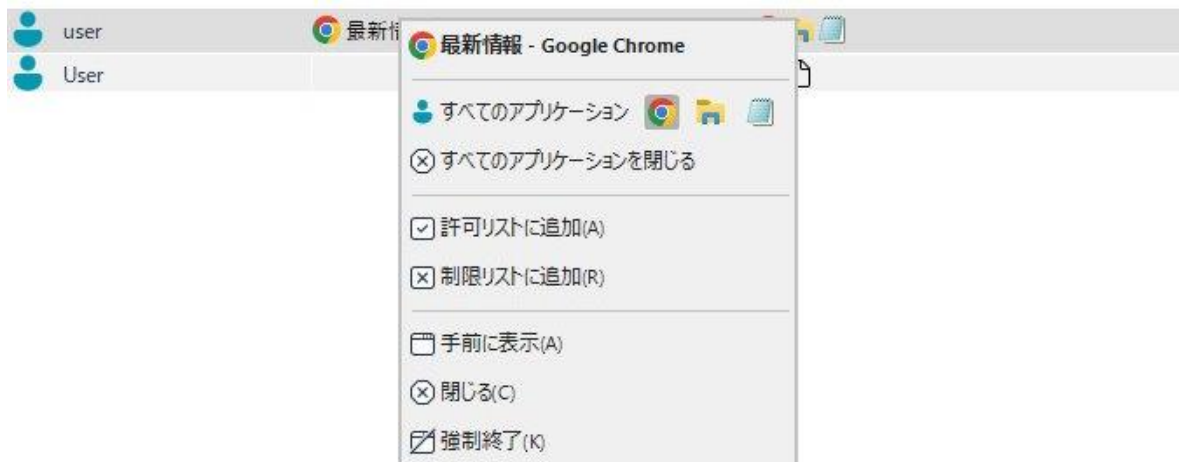 user 最新情
User
最新情報 - Google Chrome
すべてのアプリケーション
すべてのアプリケーションを閉じる
許可リストに追加(A)
制限リストに追加(R)
手前に表示(A)
閉じる(C)
強制終了(K)